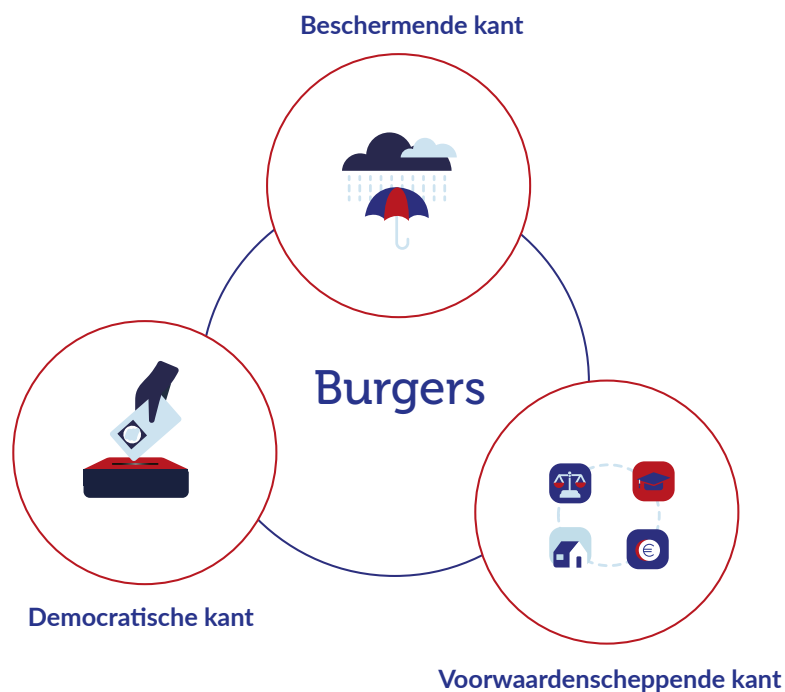 Beschermende kant
Burgers
Democratische kant
Voorwaardenscheppende kant
€